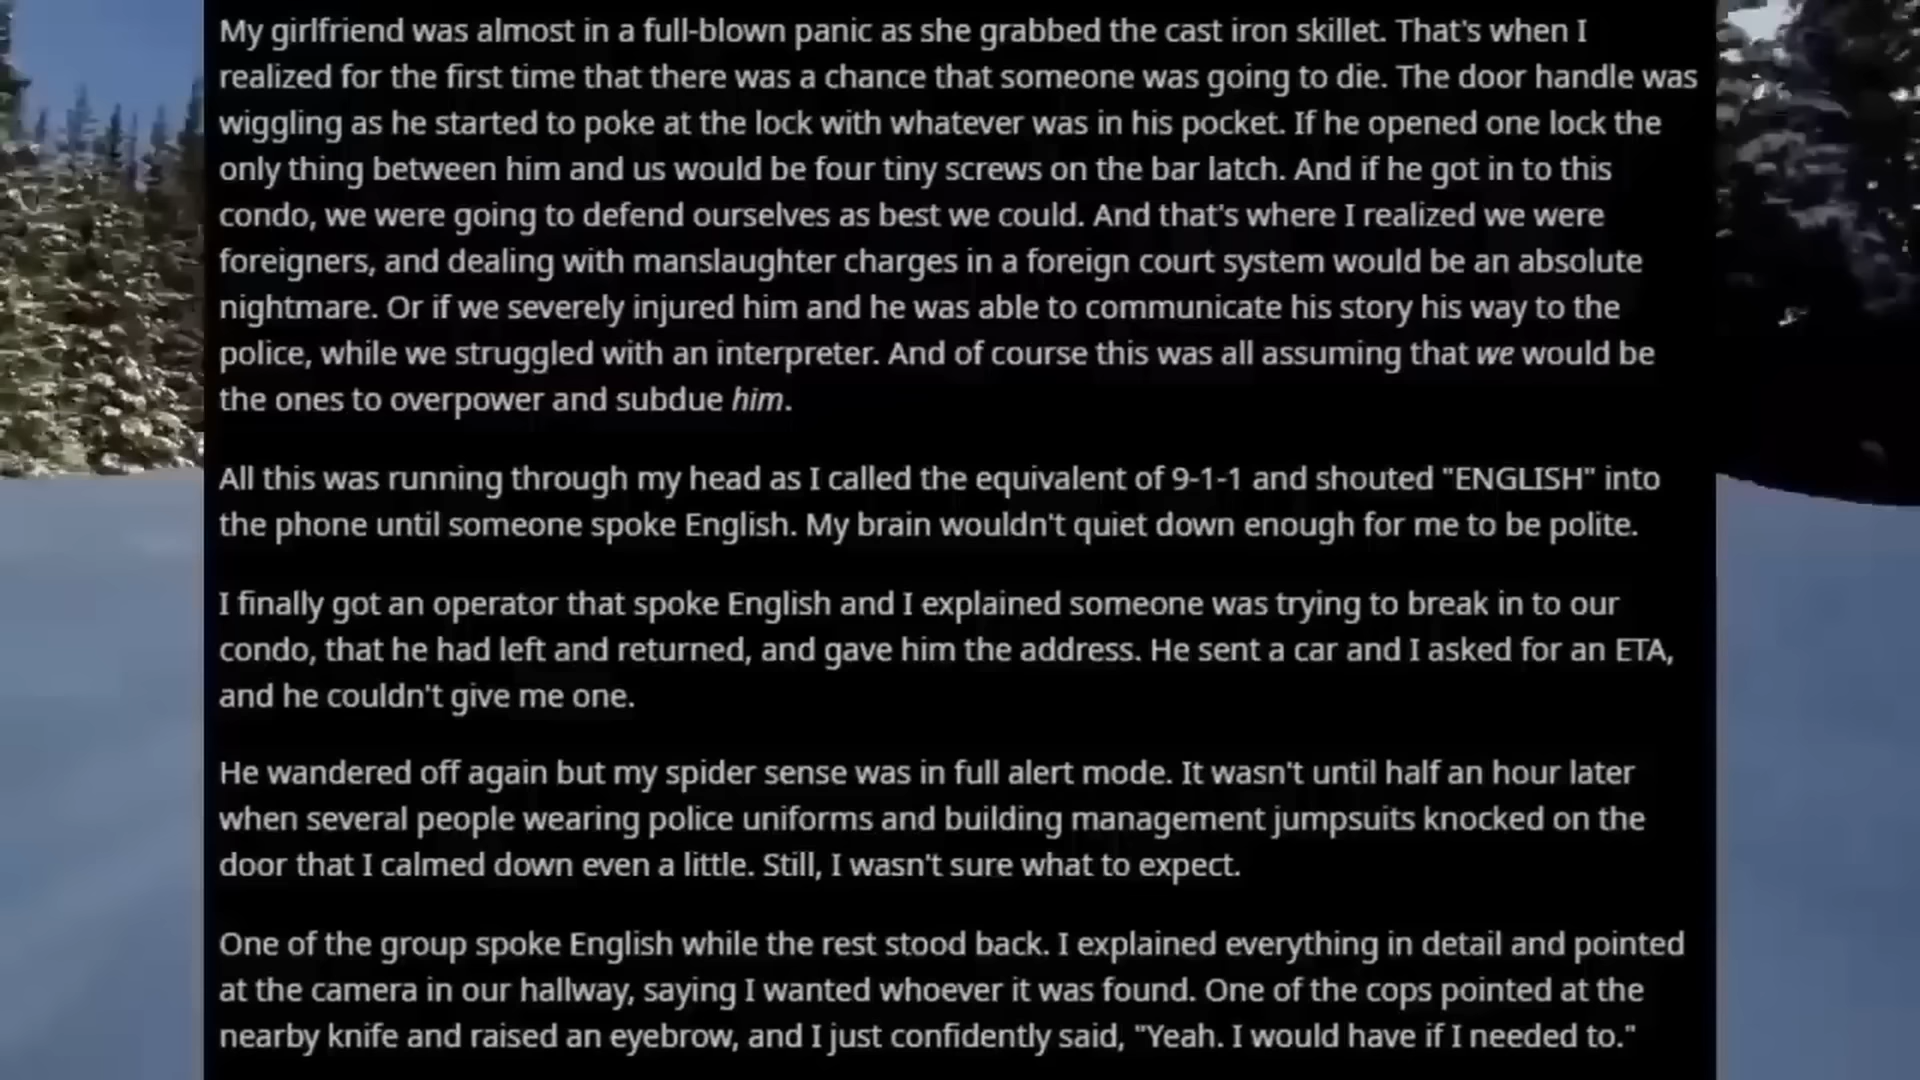 My girlfriend was almost in a full-blown panic as she grabbed the cast iron skillet. That's when I
realized for the first time that there was a chance that someone was going to die. The door handle was
wiggling as he started to poke at the lock with whatever was in his pocket. If he opened one lock the
only thing between him and us would be four tiny screws on the bar latch. And if he got in to this
condo, we were going to defend ourselves as best we could. And that's where I realized we were
foreigners, and dealing with manslaughter charges in a foreign court system would be an absolute
nightmare. Or if we severely injured him and he was able to communicate his story his way to the
police, while we struggled with an interpreter. And of course this was all assuming that we would be
the ones to overpower and subdue him.
All this was running through my head as I called the equivalent of 9-1-1 and shouted "ENGLISH" into
the phone until someone spoke English. My brain wouldn't quiet down enough for me to be polite.
I finally got an operator that spoke English and I explained someone was trying to break in to our
condo, that he had left and returned, and gave him the address. He sent a car and I asked for an ETA,
and he couldn't give me one.
He wandered off again but my spider sense was in full alert mode. It wasn't until half an hour later
when several people wearing police uniforms and building management jumpsuits knocked on the
door that I calmed down even a little. Still, I wasn't sure what to expect.
One of the group spoke English while the rest stood back. I explained everything in detail and pointed
at the camera in our hallway, saying I wanted whoever it was found. One of the cops pointed at the
nearby knife and raised an eyebrow, and I just confidently said, "Yeah. I would have if I needed to."